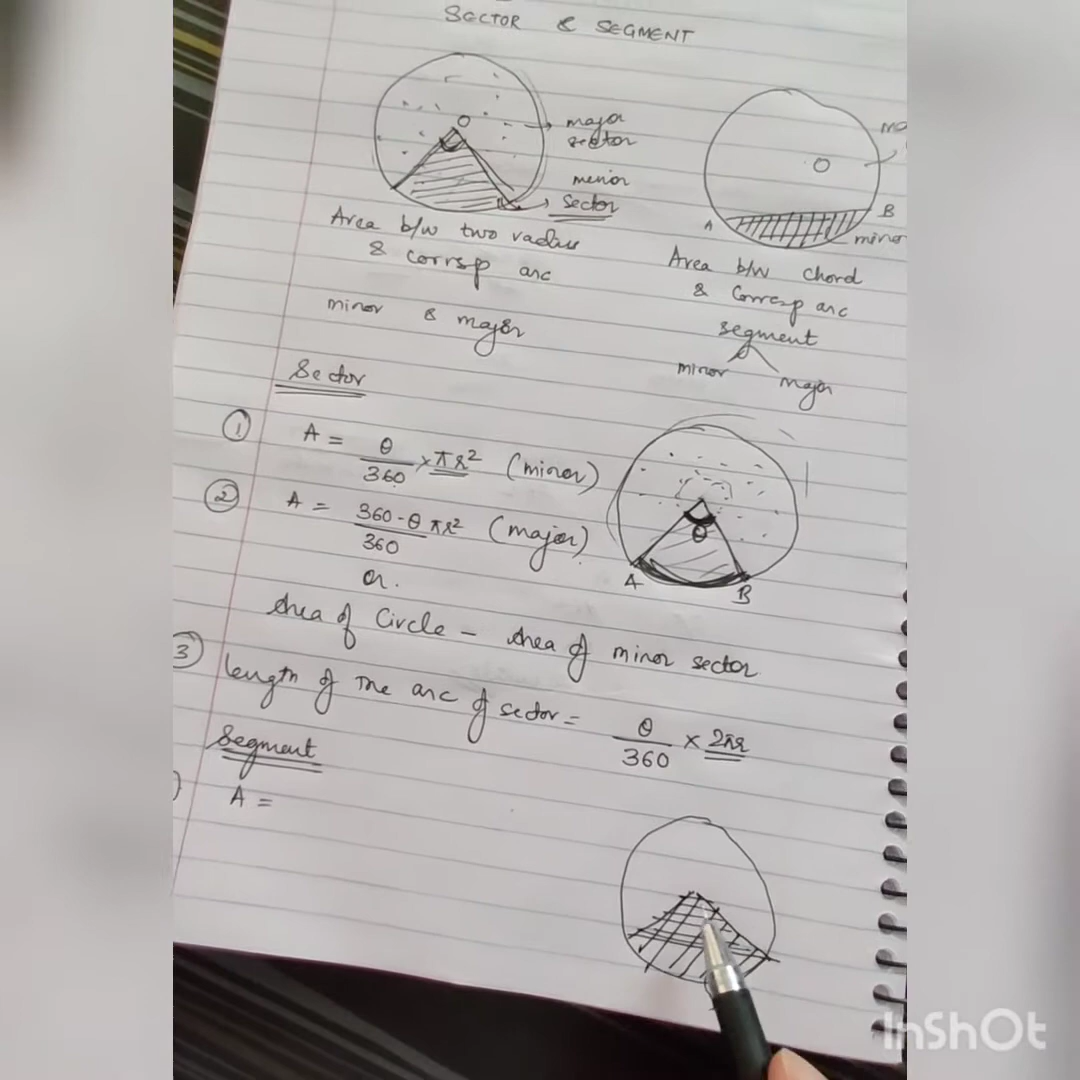 SECTOR & SEGMENT
O
major
sector
menior
sector
Area b/w two radius
& corrsp arc
minor & major
O
A
B
minor
Area b/w chord
& Corresp arc
segment
minor
major
Sector
① A = θ/360 × πr² (minor)
② A = 360-θ/360 πr² (major)
or.
Area of Circle - Area of minor sector
θ
A
B
③ length of the arc of sector = θ/360 × 2πr
Segment
A =
InShOt